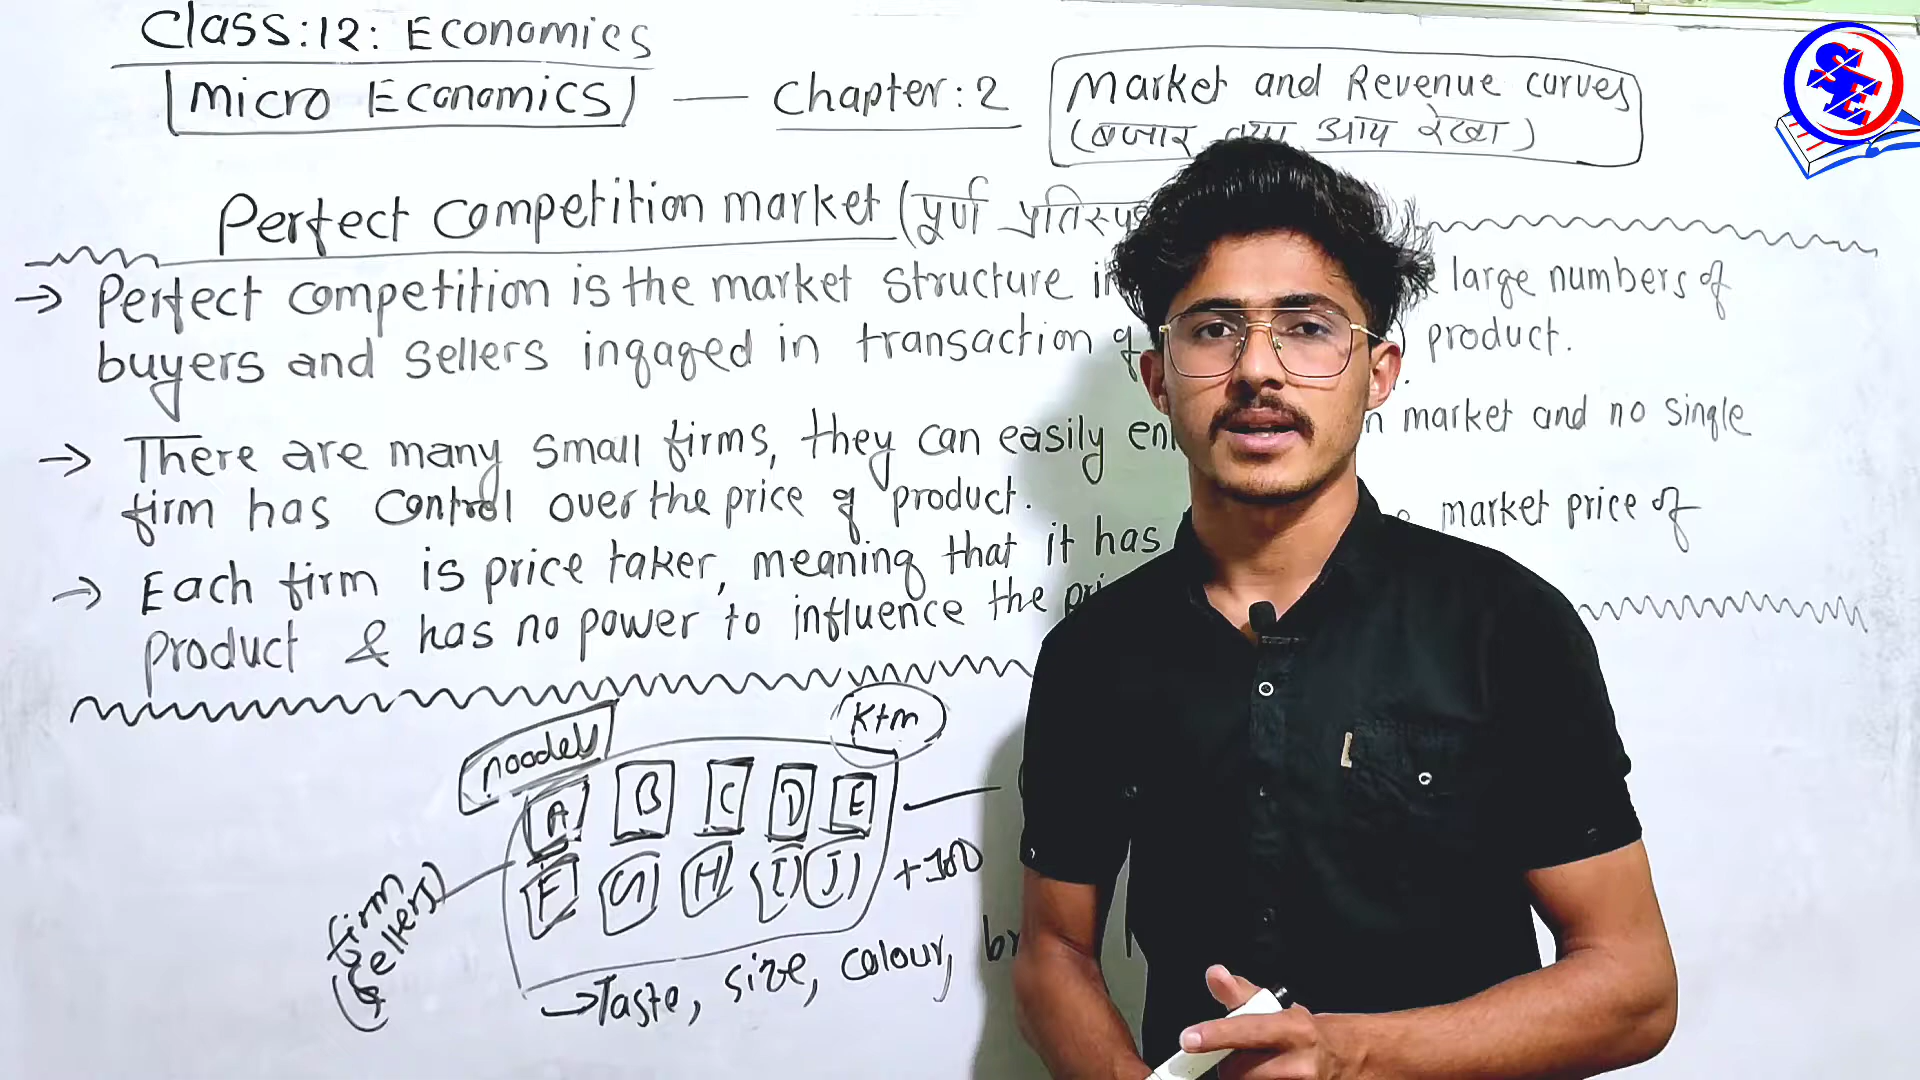 Class:12: Economics
Micro Economics — Chapter:2 Market and Revenue curves
(बजार तथा आय रेखा)
Perfect competition market (पूर्ण
→ Perfect competition is the market structure large numbers of
buyers and sellers ingaged in transaction of product.
→ There are many small firms, they can easily market and no single
firm has control over the price of product.
→ Each firm is price taker, meaning that it has market price of
product & has no power to influence the
noodels Ktm
A B C D E
F G H I J +100
firm
(sellers)
→ Taste, size, colour,